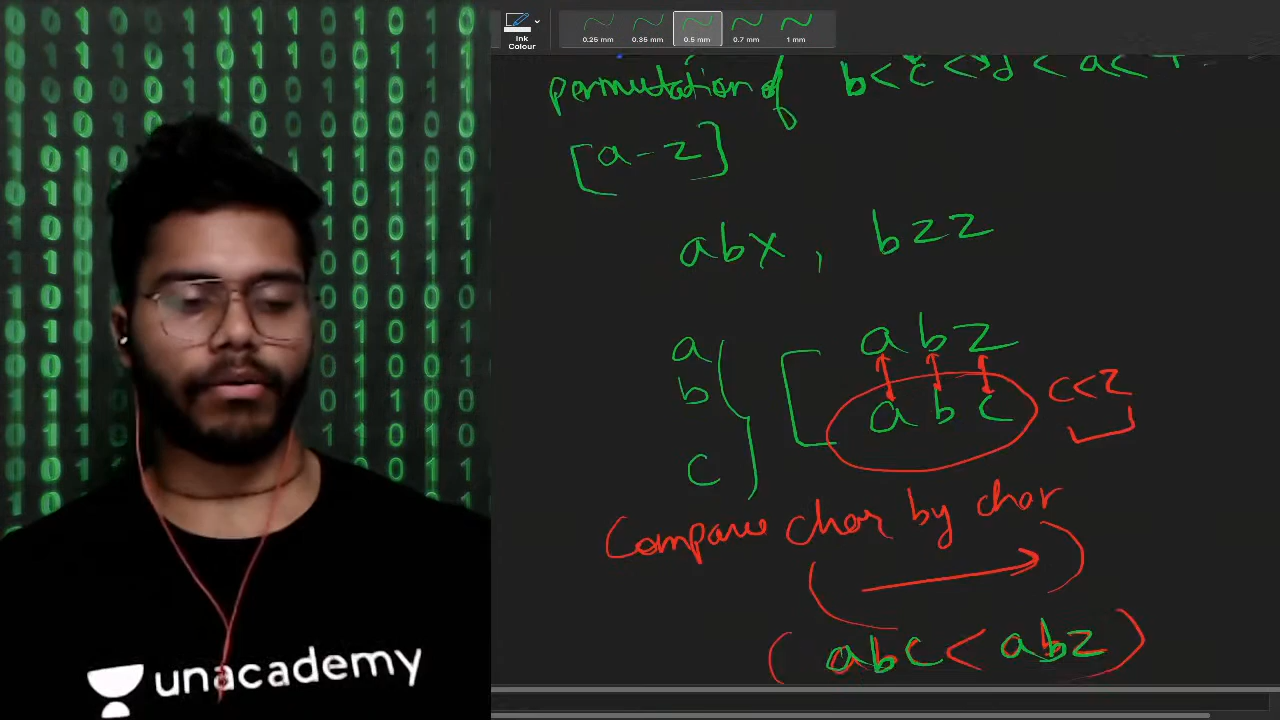 Ink
Colour
0.25 mm
0.35 mm
0.5 mm
0.7 mm
1 mm
permutation of b < c < d < a <
[a - z]
abx , bzz
a
b
c
abz
abc
c < z
Compare char by char
(abc < abz)
unacademy